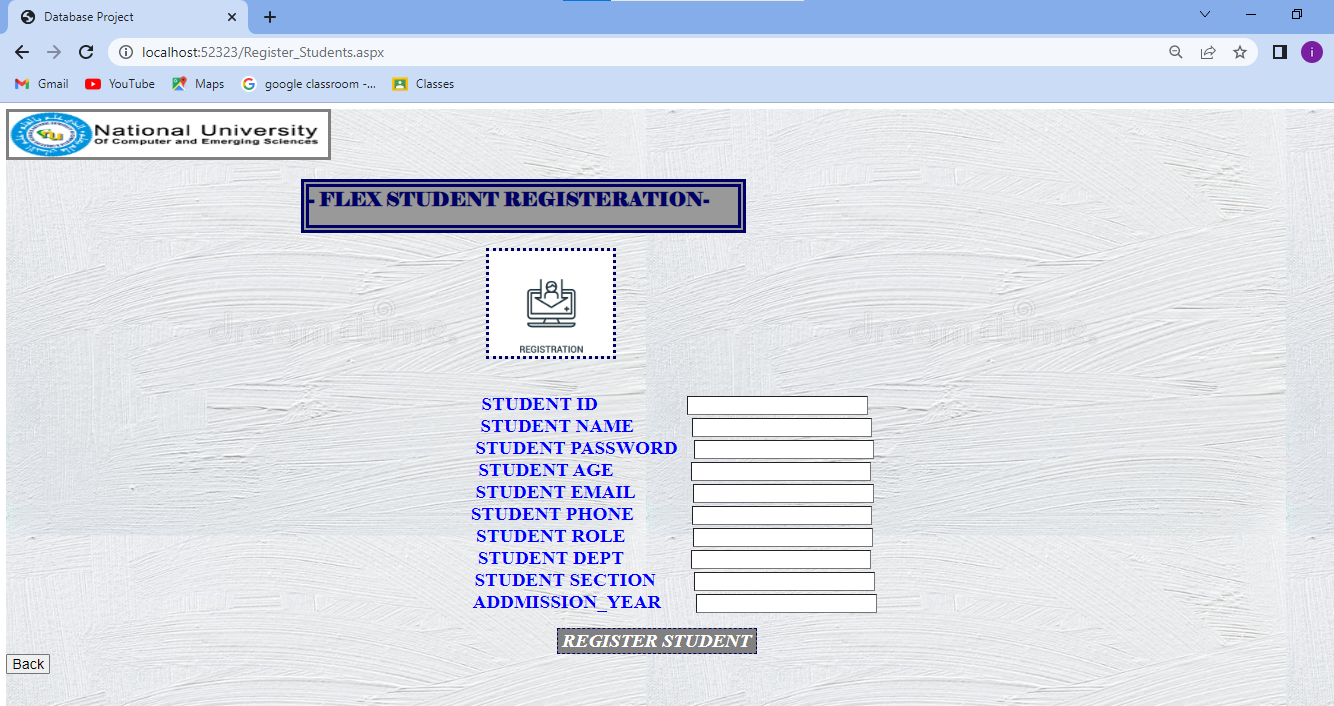 Database Project
localhost:52323/Register_Students.aspx
i
Gmail YouTube Maps google classroom -... Classes
National University
Of Computer and Emerging Sciences
- FLEX STUDENT REGISTERATION-
dreamstime
dreamstime
REGISTRATION
STUDENT ID
STUDENT NAME
STUDENT PASSWORD
STUDENT AGE
STUDENT EMAIL
STUDENT PHONE
STUDENT ROLE
STUDENT DEPT
STUDENT SECTION
ADDMISSION_YEAR
REGISTER STUDENT
Back